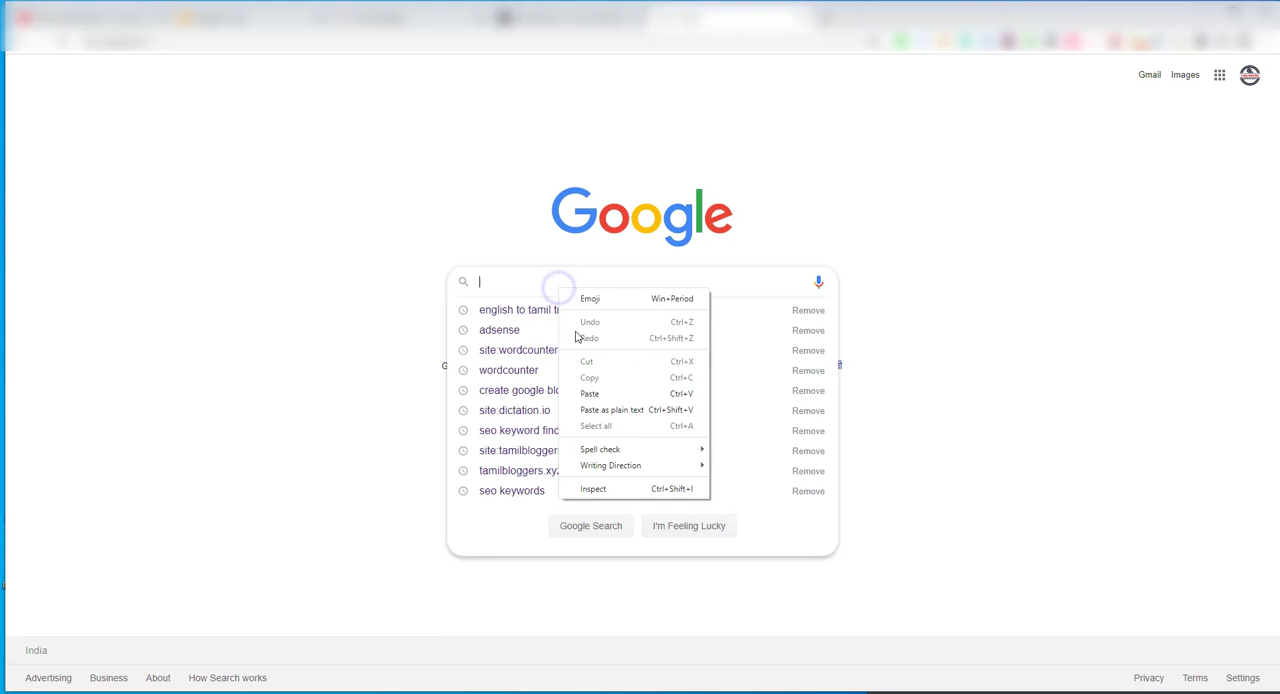 Gmail Images
Google
english to tamil t
Remove
adsense
Remove
site:wordcounter
Remove
wordcounter
Remove
create google blo
Remove
site:dictation.io
Remove
seo keyword find
Remove
site:tamilblogger
Remove
tamilbloggers.xyz
Remove
seo keywords
Remove
Emoji Win+Period
Undo Ctrl+Z
Redo Ctrl+Shift+Z
Cut Ctrl+X
Copy Ctrl+C
Paste Ctrl+V
Paste as plain text Ctrl+Shift+V
Select all Ctrl+A
Spell check
Writing Direction
Inspect Ctrl+Shift+I
Google Search I'm Feeling Lucky
India
Advertising Business About How Search works Privacy Terms Settings